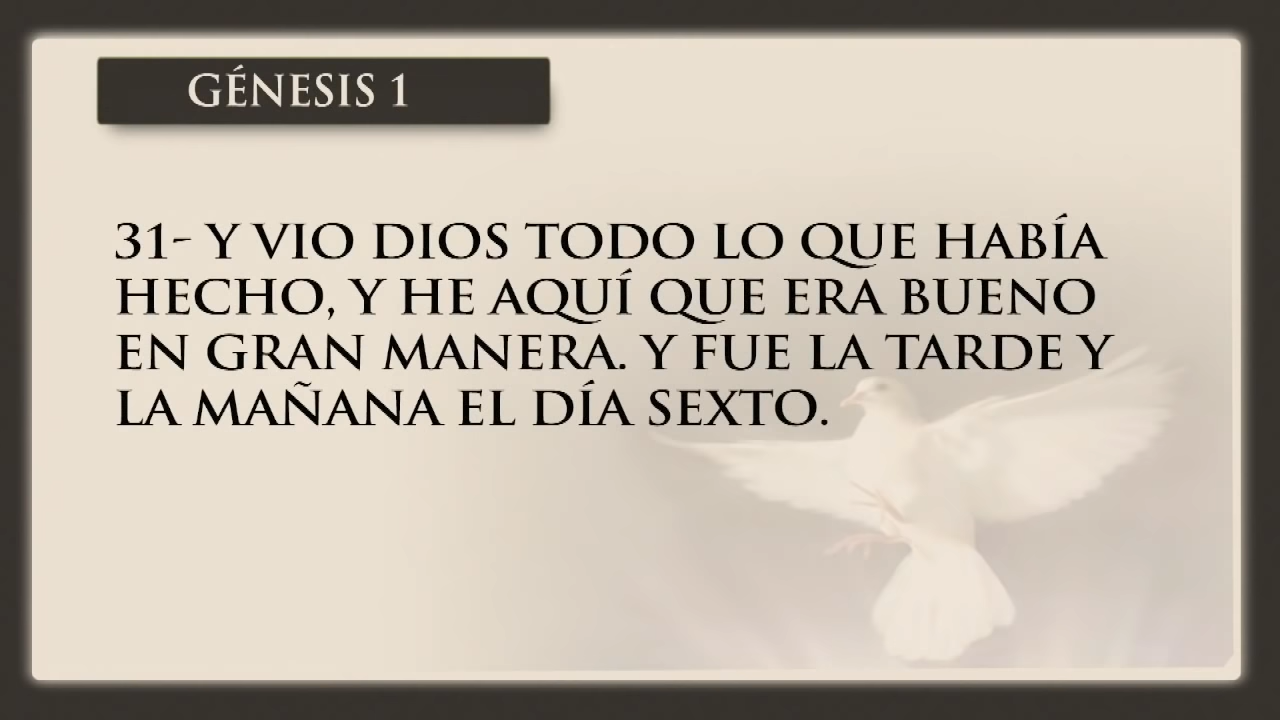 GÉNESIS 1
31- Y VIO DIOS TODO LO QUE HABÍA
HECHO, Y HE AQUÍ QUE ERA BUENO
EN GRAN MANERA. Y FUE LA TARDE Y
LA MAÑANA EL DÍA SEXTO.